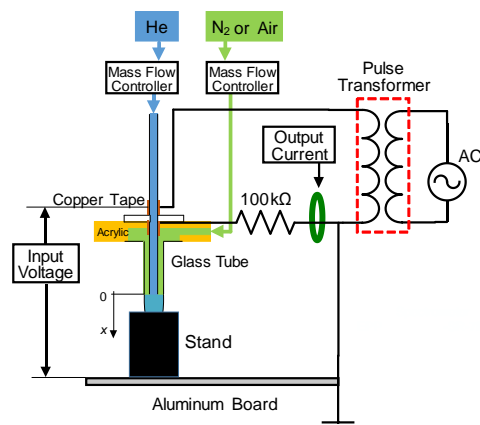 He
N₂ or Air
Mass Flow
Controller
Mass Flow
Controller
Pulse
Transformer
Output
Current
AC
Copper Tape
100kΩ
Acrylic
Input
Voltage
Glass Tube
0
x
Stand
Aluminum Board